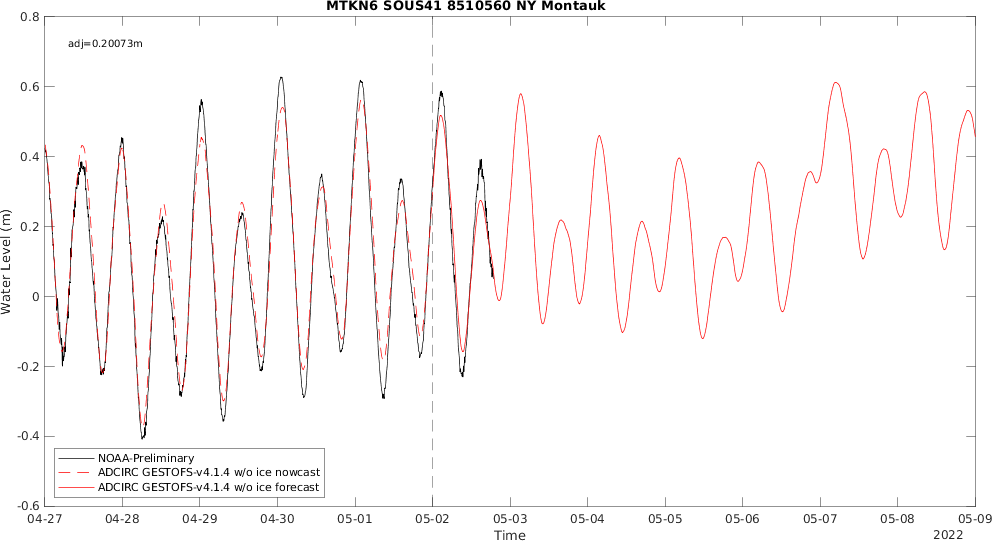 MTKN6 SOUS41 8510560 NY Montauk
adj=0.20073m
Water Level (m)
0.8
0.6
0.4
0.2
0
-0.2
-0.4
-0.6
NOAA-Preliminary
ADCIRC GESTOFS-v4.1.4 w/o ice nowcast
ADCIRC GESTOFS-v4.1.4 w/o ice forecast
04-27 04-28 04-29 04-30 05-01 05-02 05-03 05-04 05-05 05-06 05-07 05-08 05-09
Time
2022